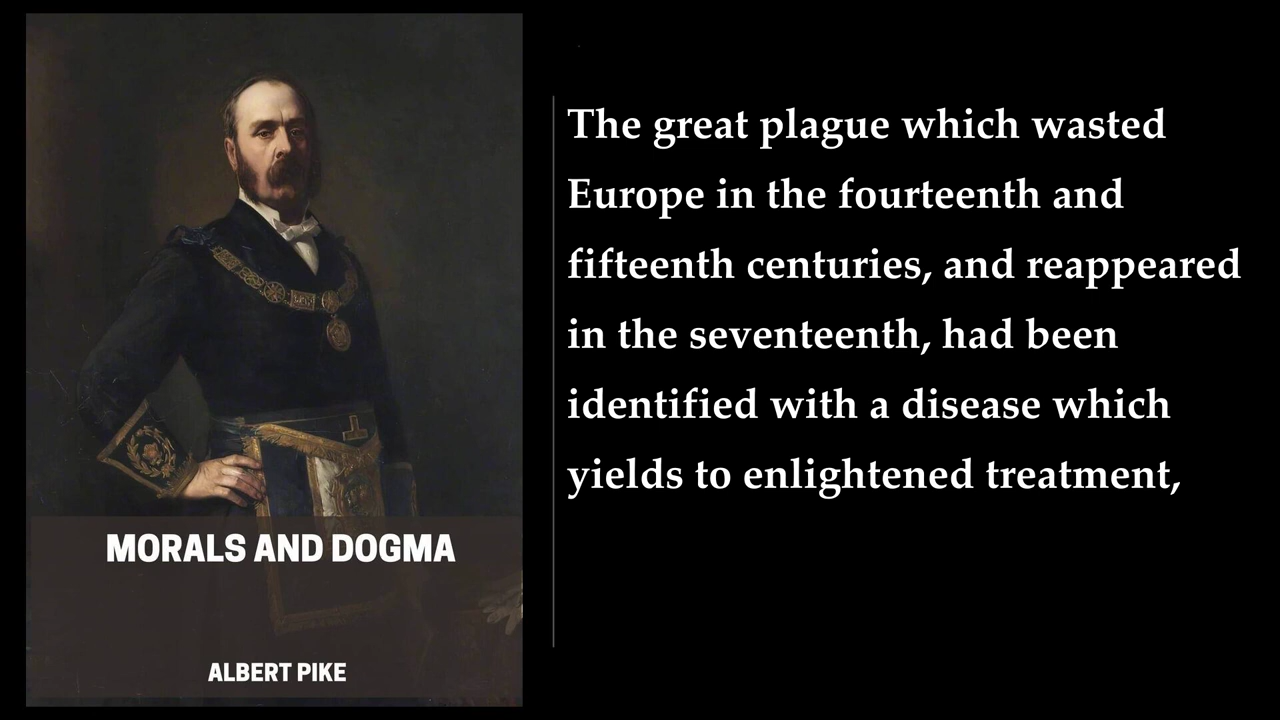 MORALS AND DOGMA
ALBERT PIKE
The great plague which wasted
Europe in the fourteenth and
fifteenth centuries, and reappeared
in the seventeenth, had been
identified with a disease which
yields to enlightened treatment,